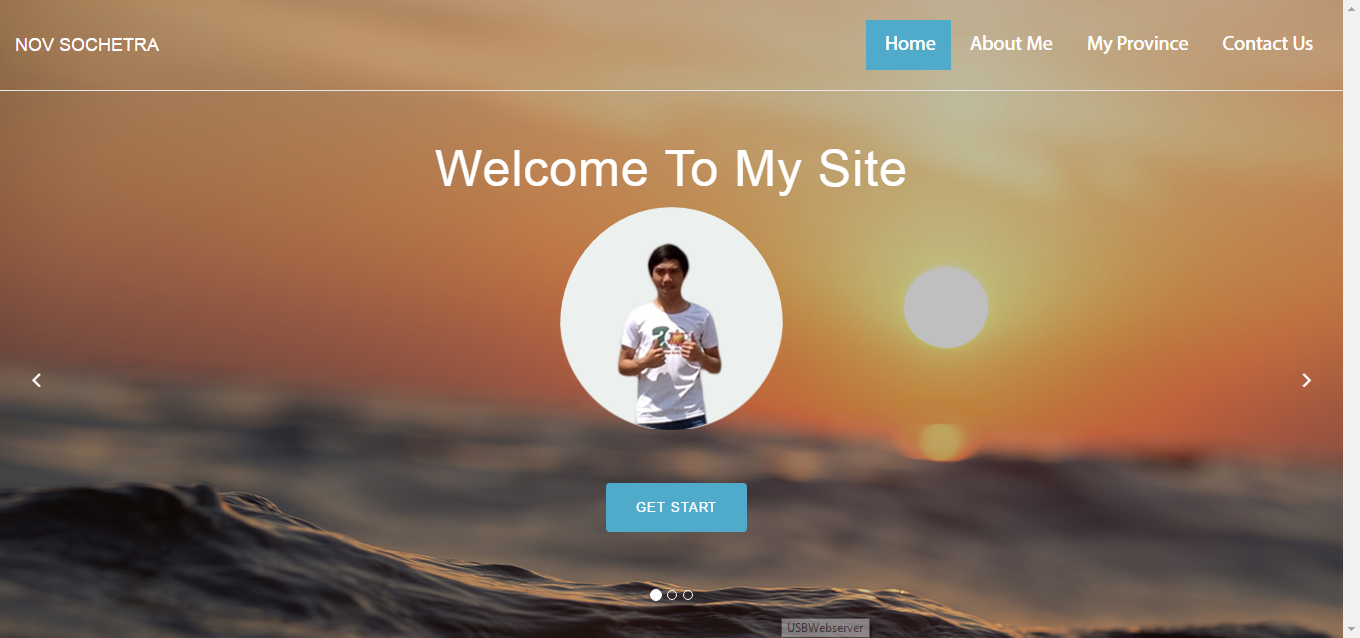 NOV SOCHETRA
Home About Me My Province Contact Us
Welcome To My Site
GET START
USBWebserver